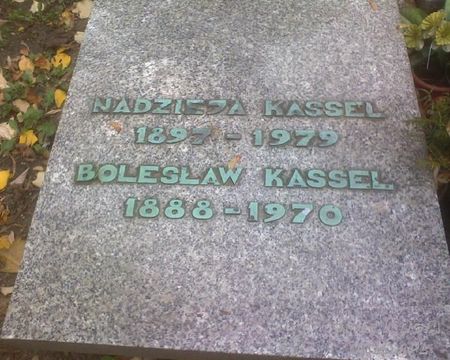 NADZIEJA KASSEL
1897 - 1979
BOLESŁAW KASSEL
1888 - 1970